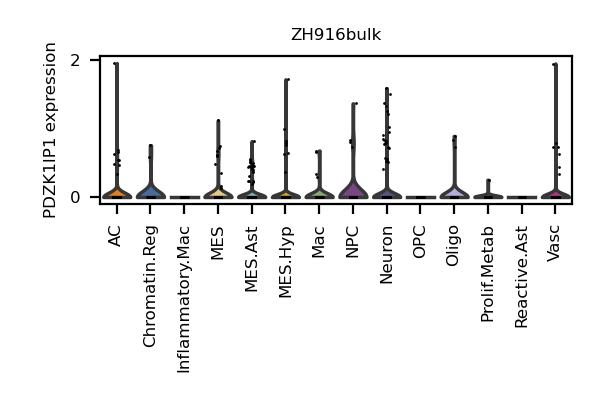 ZH916bulk
PDZK1IP1 expression
2
0
AC
Chromatin.Reg
Inflammatory.Mac
MES
MES.Ast
MES.Hyp
Mac
NPC
Neuron
OPC
Oligo
Prolif.Metab
Reactive.Ast
Vasc